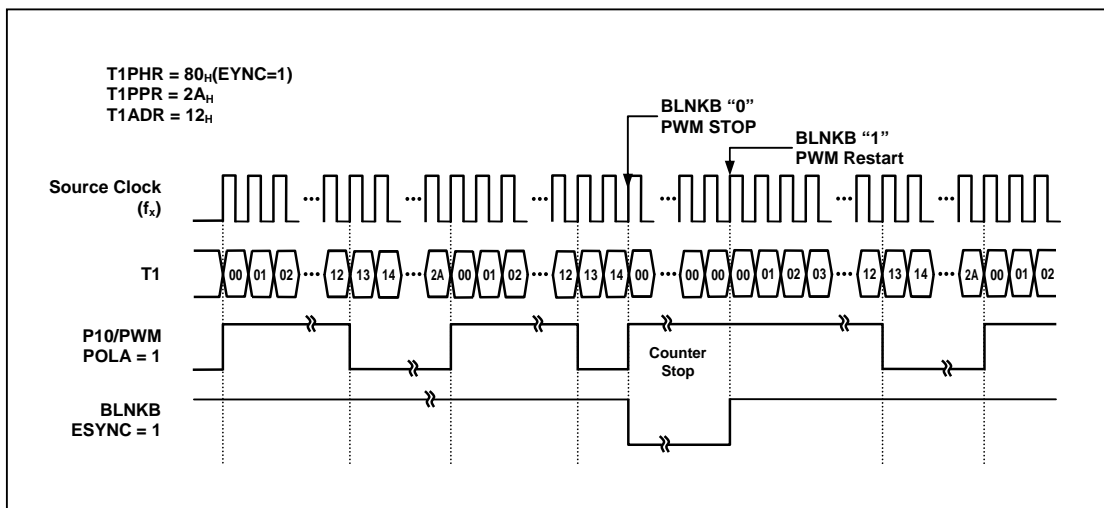 T1PHR = 80H(EYNC=1)
T1PPR = 2AH
T1ADR = 12H
BLNKB “0”
PWM STOP
BLNKB “1”
PWM Restart
Source Clock
(fx)
T1
00 01 02 ... 12 13 14 ... 2A 00 01 02 ... 12 13 14 00 ... 00 00 00 01 02 03 ... 12 13 14 ... 2A 00 01 02
P10/PWM
POLA = 1
Counter
Stop
BLNKB
ESYNC = 1